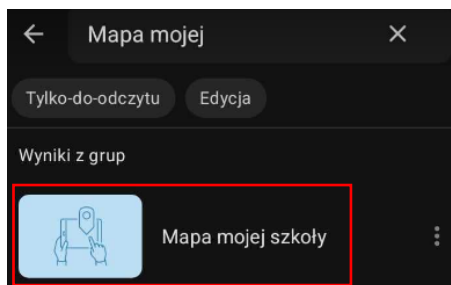 Mapa mojej
Tylko-do-odczytu Edycja
Wyniki z grup
Mapa mojej szkoły